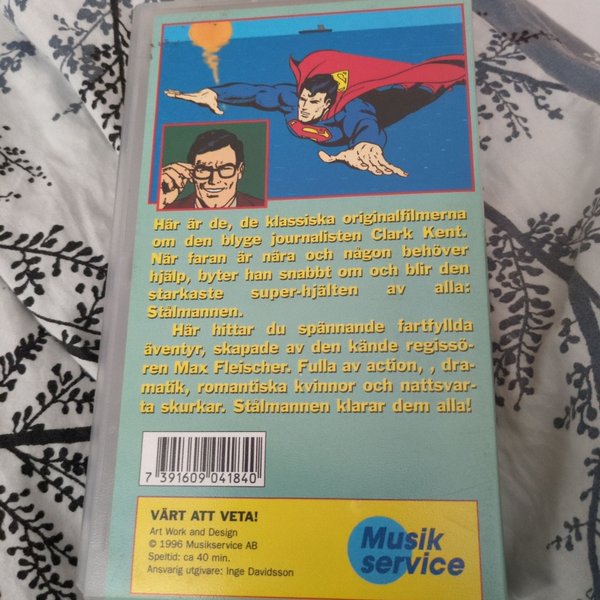 Här är de, de klassiska originalfilmerna
om den blyge journalisten Clark Kent.
När faran är nära och någon behöver
hjälp, byter han snabbt om och blir den
starkaste super-hjälten av alla:
Stålmannen.
Här hittar du spännande fartfyllda
äventyr, skapade av den kände regissö-
ren Max Fleischer. Fulla av action, , dra-
matik, romantiska kvinnor och nattsvar-
ta skurkar. Stålmannen klarar dem alla!
7 391609 041840
VÄRT ATT VETA!
Art Work and Design
© 1996 Musikservice AB
Speltid: ca 40 min.
Ansvarig utgivare: Inge Davidsson
Musik
service